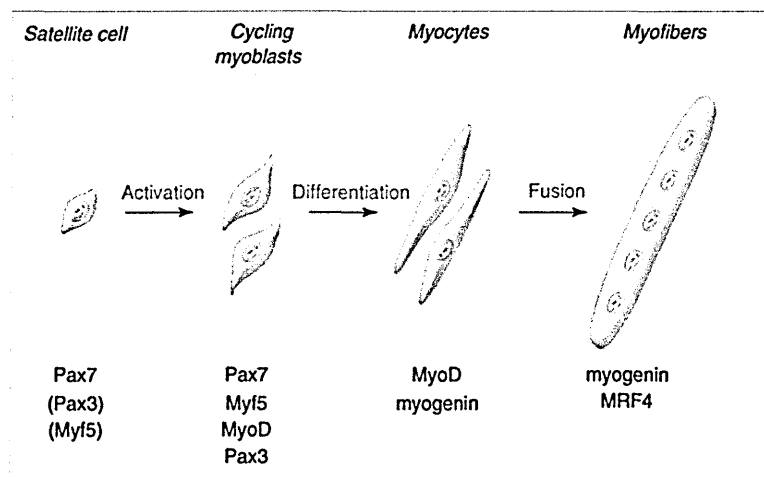 Satellite cell
Cycling
myoblasts
Myocytes
Myofibers
Activation
Differentiation
Fusion
Pax7
(Pax3)
(Myf5)
Pax7
Myf5
MyoD
Pax3
MyoD
myogenin
myogenin
MRF4